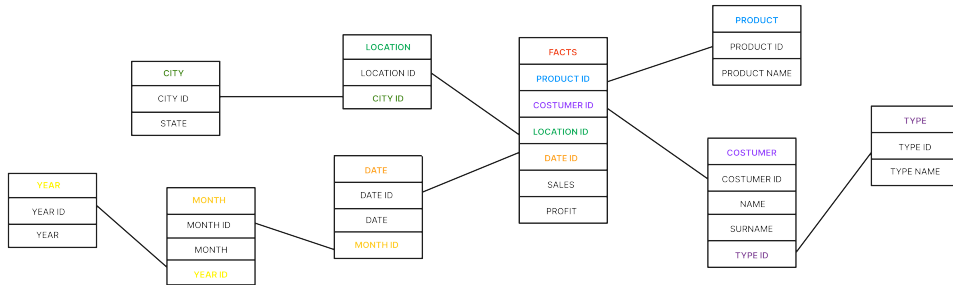 CITY
CITY ID
STATE
YEAR
YEAR ID
YEAR
MONTH
MONTH ID
MONTH
YEAR ID
LOCATION
LOCATION ID
CITY ID
DATE
DATE ID
DATE
MONTH ID
FACTS
PRODUCT ID
COSTUMER ID
LOCATION ID
DATE ID
SALES
PROFIT
PRODUCT
PRODUCT ID
PRODUCT NAME
COSTUMER
COSTUMER ID
NAME
SURNAME
TYPE ID
TYPE
TYPE ID
TYPE NAME